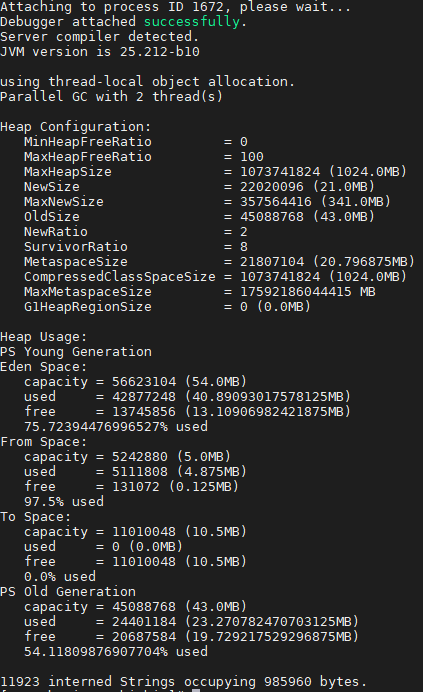 Attaching to process ID 1672, please wait...
Debugger attached successfully.
Server compiler detected.
JVM version is 25.212-b10

using thread-local object allocation.
Parallel GC with 2 thread(s)

Heap Configuration:
   MinHeapFreeRatio         = 0
   MaxHeapFreeRatio         = 100
   MaxHeapSize              = 1073741824 (1024.0MB)
   NewSize                  = 22020096 (21.0MB)
   MaxNewSize               = 357564416 (341.0MB)
   OldSize                  = 45088768 (43.0MB)
   NewRatio                 = 2
   SurvivorRatio            = 8
   MetaspaceSize            = 21807104 (20.796875MB)
   CompressedClassSpaceSize = 1073741824 (1024.0MB)
   MaxMetaspaceSize         = 17592186044415 MB
   G1HeapRegionSize         = 0 (0.0MB)

Heap Usage:
PS Young Generation
Eden Space:
   capacity = 56623104 (54.0MB)
   used     = 42877248 (40.89093017578125MB)
   free     = 13745856 (13.10906982421875MB)
   75.72394476996527% used
From Space:
   capacity = 5242880 (5.0MB)
   used     = 5111808 (4.875MB)
   free     = 131072 (0.125MB)
   97.5% used
To Space:
   capacity = 11010048 (10.5MB)
   used     = 0 (0.0MB)
   free     = 11010048 (10.5MB)
   0.0% used
PS Old Generation
   capacity = 45088768 (43.0MB)
   used     = 24401184 (23.270782470703125MB)
   free     = 20687584 (19.729217529296875MB)
   54.11809876907704% used

11923 interned Strings occupying 985960 bytes.